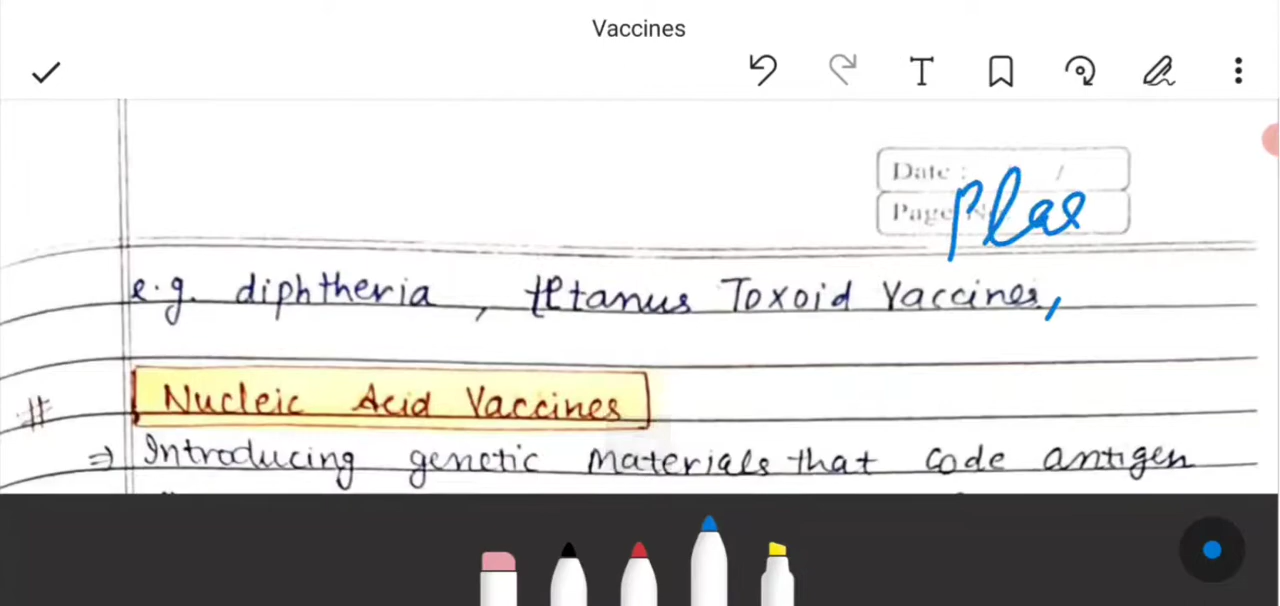 Vaccines
T
Date : /
Page No
Plas
e.g. diphtheria, tetanus Toxoid Vaccines,
# Nucleic Acid Vaccines
⇒ Introducing genetic materials that code antigen